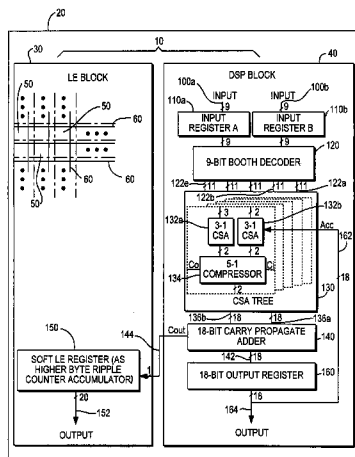 20
30
10
40
LE BLOCK
DSP BLOCK
100a
100b
INPUT
INPUT
110a
9
9
110b
INPUT REGISTER A
INPUT REGISTER B
50
50
60
60
60
50
9
9
9-BIT BOOTH DECODER
120
122e
11
11
11
11
11
122b
122a
132a
3
2
2
2
132b
3-1 CSA
3-1 CSA
Acc
162
Co
5-1 COMPRESSOR
134
2
18
CSA TREE
130
136b
18
18
136a
Cout
18-BIT CARRY PROPAGATE ADDER
140
150
144
142
18
SOFT LE REGISTER (AS HIGHER BYTE RIPPLE COUNTER ACCUMULATOR)
1
18-BIT OUTPUT REGISTER
160
20
152
18
164
OUTPUT
OUTPUT